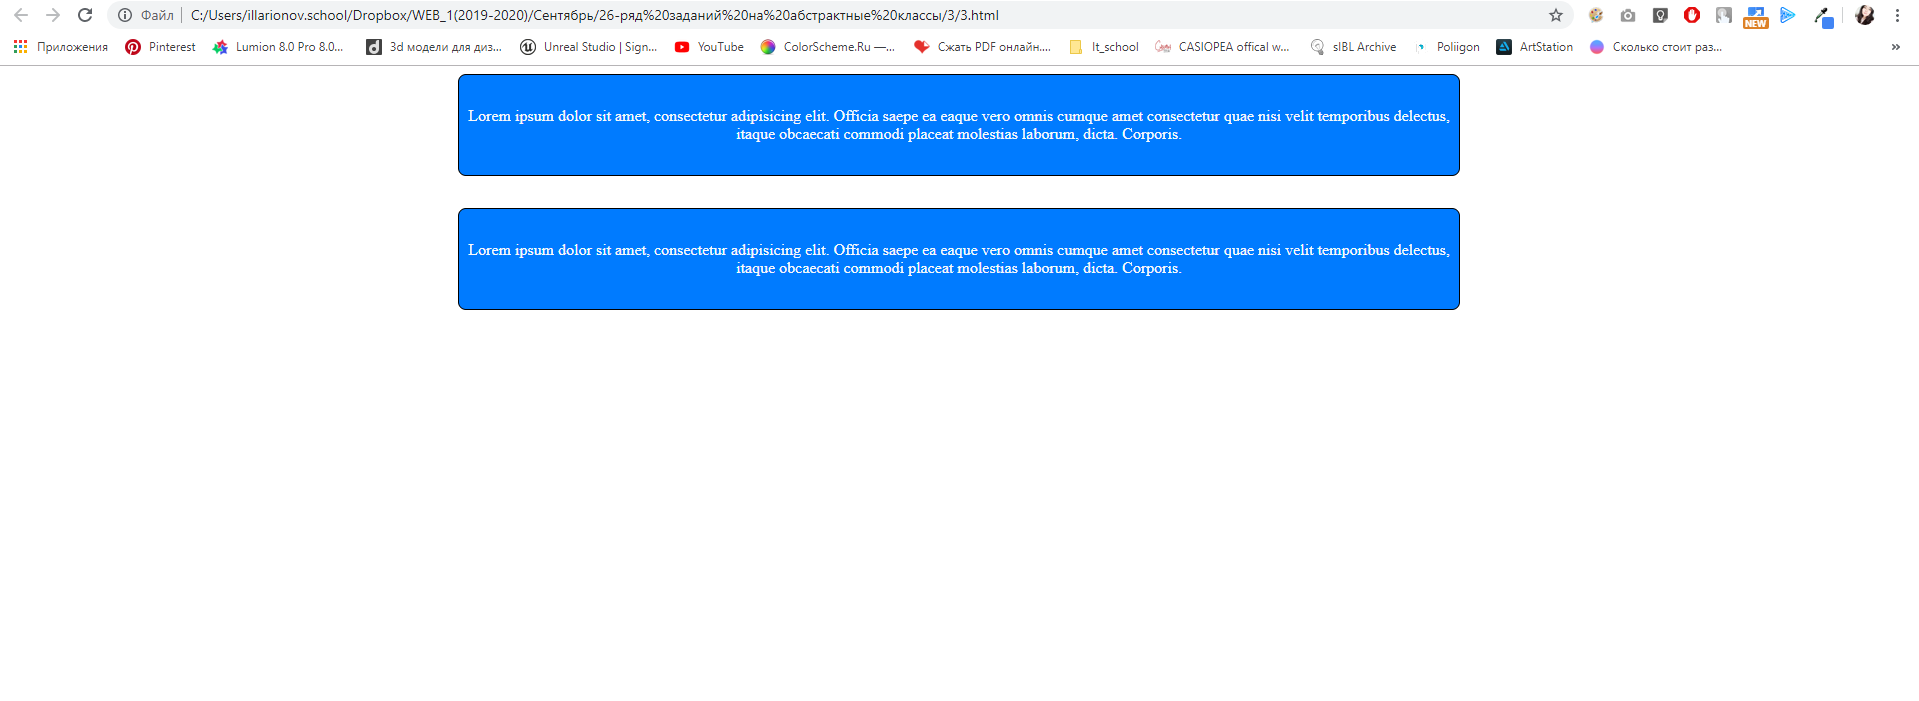 Файл C:/Users/illarionov.school/Dropbox/WEB_1(2019-2020)/Сентябрь/26-ряд%20заданий%20на%20абстрактные%20классы/3/3.html
NEW
Приложения Pinterest Lumion 8.0 Pro 8.0... 3d модели для диз... Unreal Studio | Sign... YouTube ColorScheme.Ru —... Сжать PDF онлайн.... It_school CASIOPEA offical w... sIBL Archive Poliigon ArtStation Сколько стоит раз... »
Lorem ipsum dolor sit amet, consectetur adipisicing elit. Officia saepe ea eaque vero omnis cumque amet consectetur quae nisi velit temporibus delectus,
itaque obcaecati commodi placeat molestias laborum, dicta. Corporis.
Lorem ipsum dolor sit amet, consectetur adipisicing elit. Officia saepe ea eaque vero omnis cumque amet consectetur quae nisi velit temporibus delectus,
itaque obcaecati commodi placeat molestias laborum, dicta. Corporis.